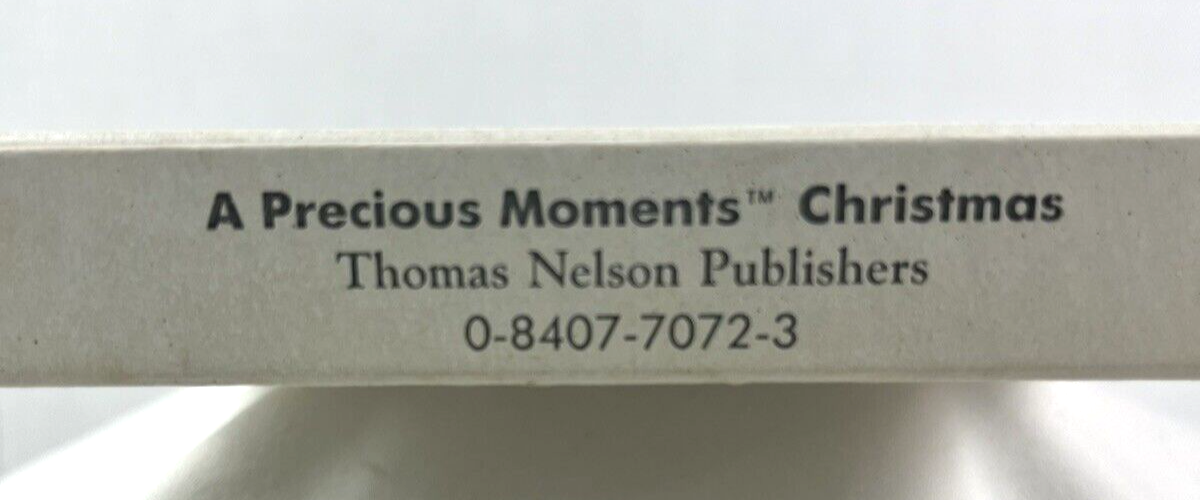 A Precious Moments™ Christmas
Thomas Nelson Publishers
0-8407-7072-3